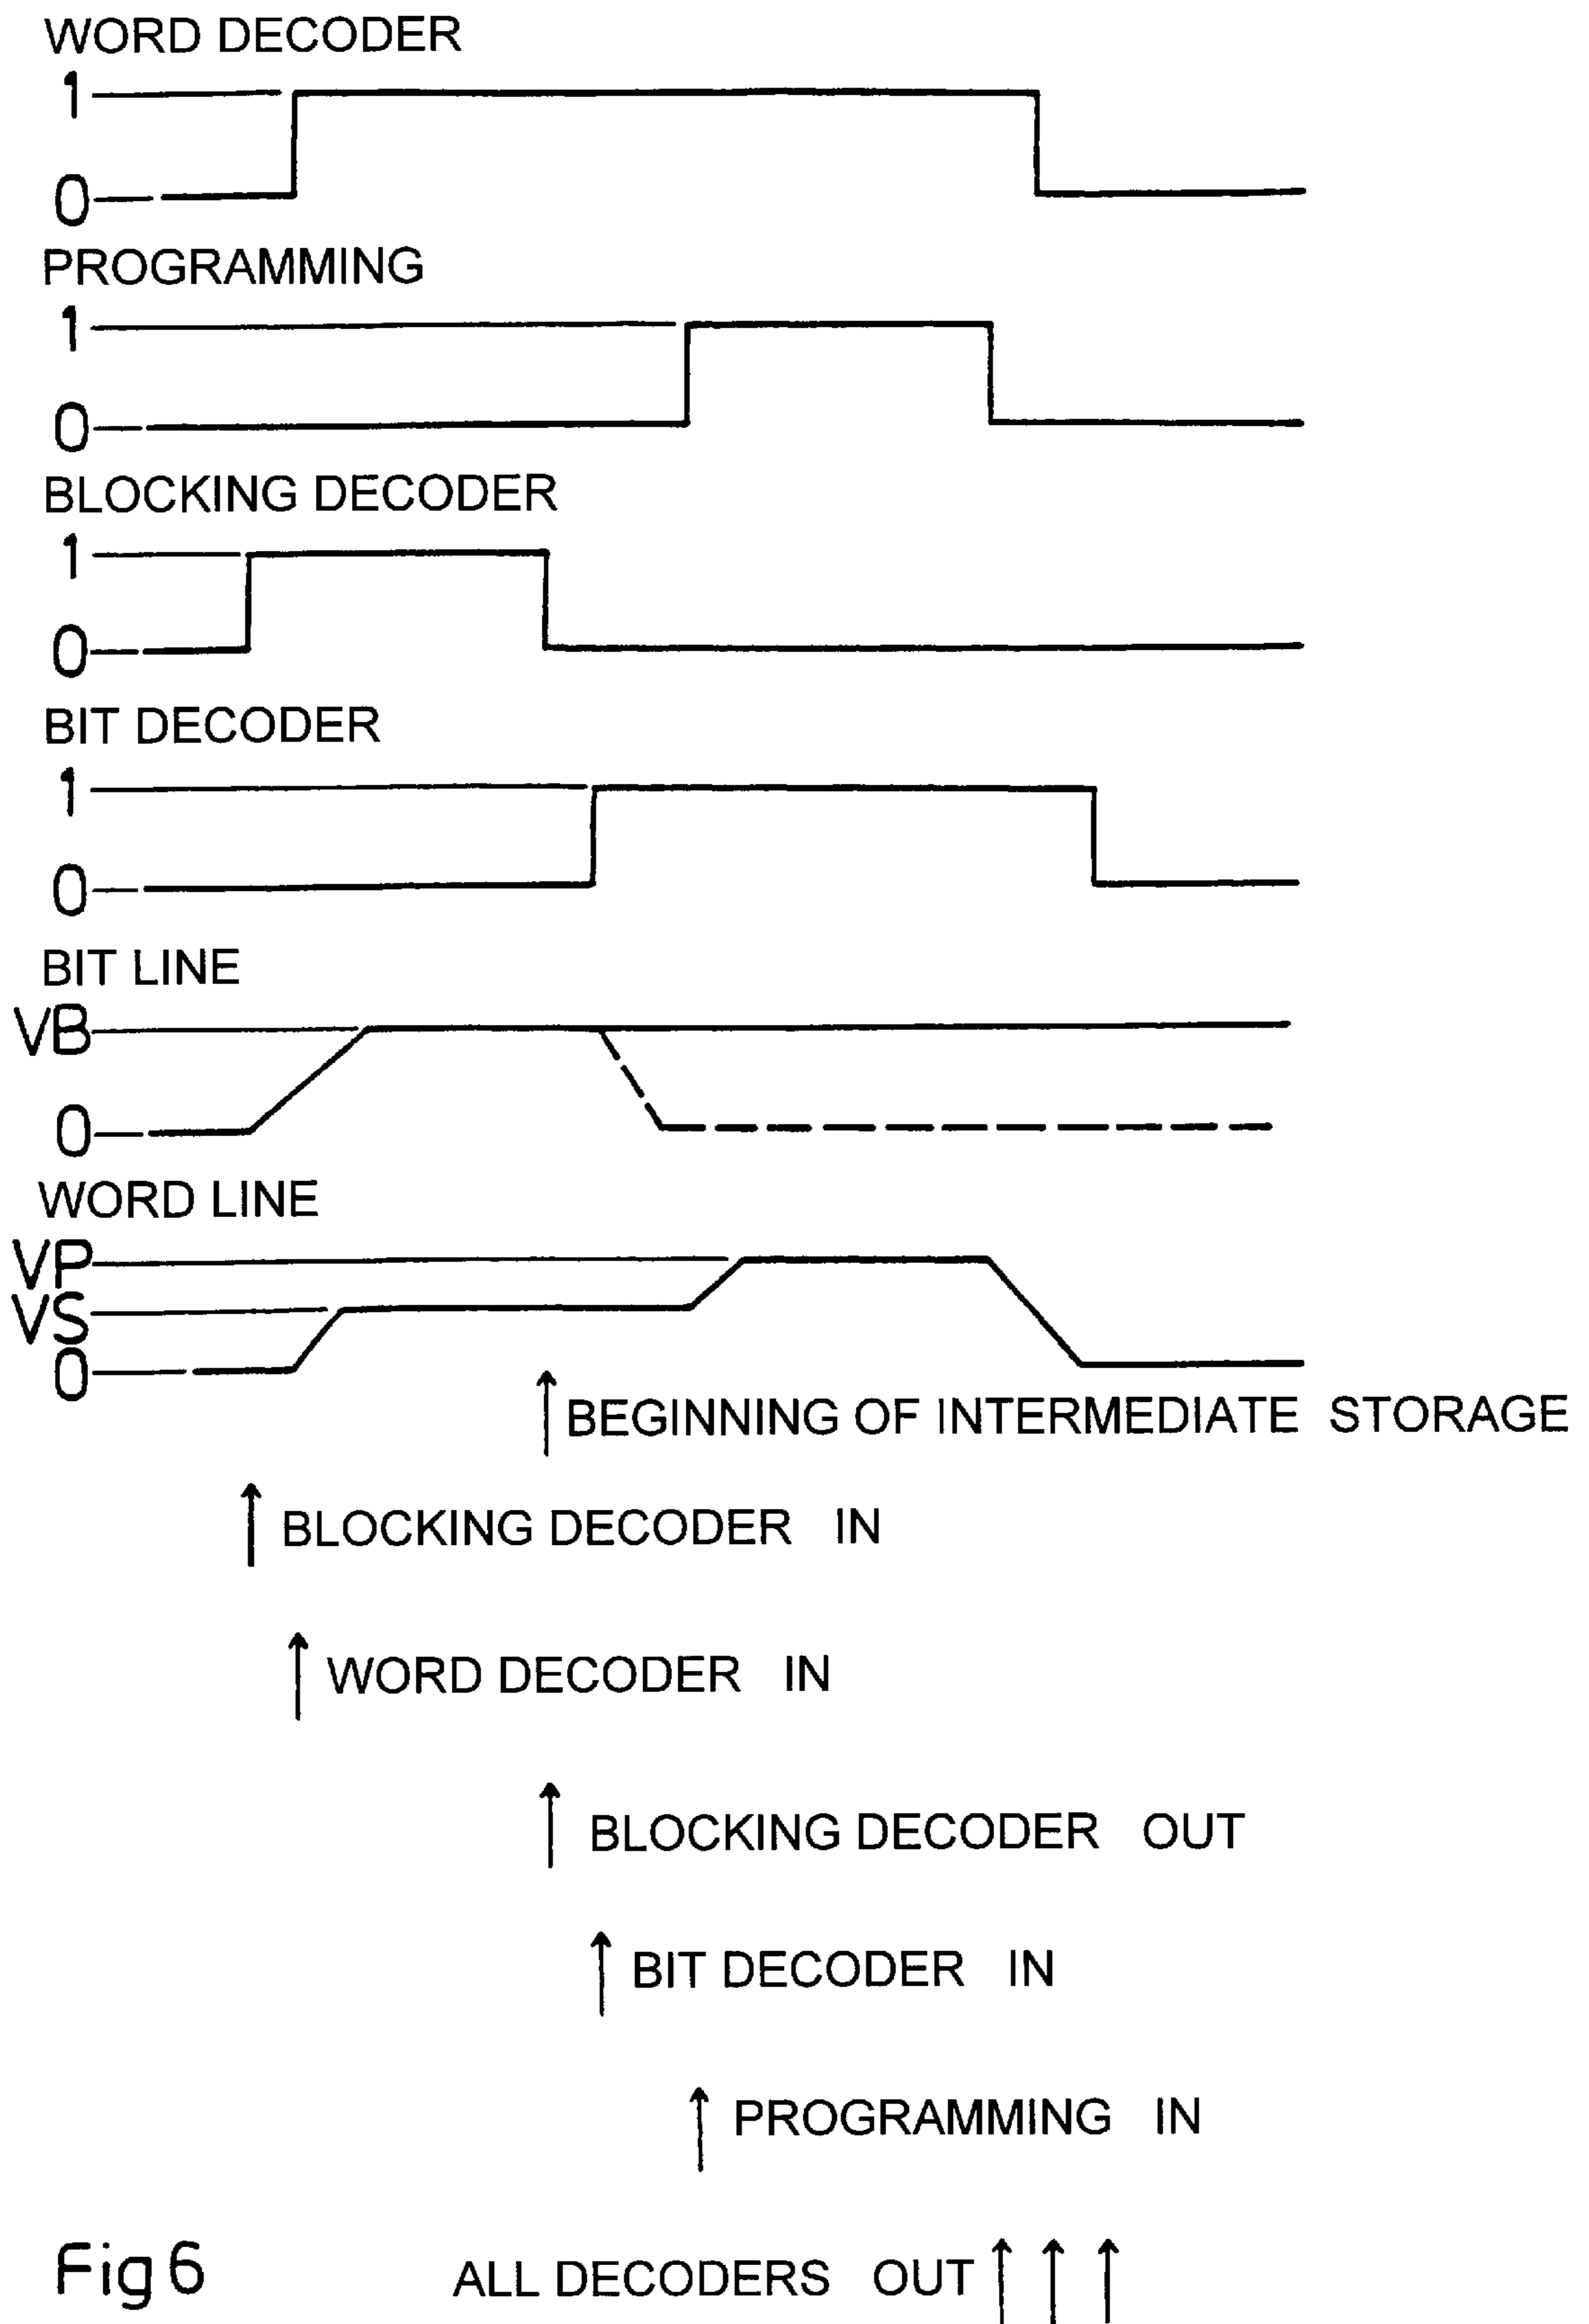 WORD DECODER
1
0
PROGRAMMING
1
0
BLOCKING DECODER
1
0
BIT DECODER
1
0
BIT LINE
VB
0
WORD LINE
VP
VS
0
BEGINNING OF INTERMEDIATE STORAGE
BLOCKING DECODER IN
WORD DECODER IN
BLOCKING DECODER OUT
BIT DECODER IN
PROGRAMMING IN
Fig 6
ALL DECODERS OUT